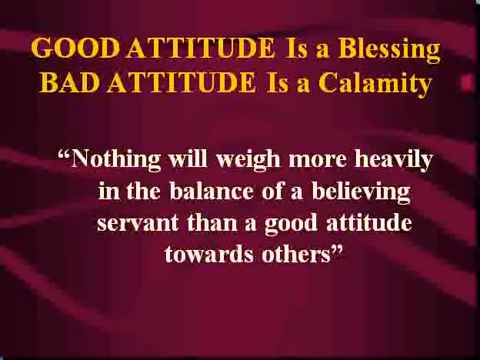 GOOD ATTITUDE Is a Blessing
BAD ATTITUDE Is a Calamity
“Nothing will weigh more heavily
in the balance of a believing
servant than a good attitude
towards others”